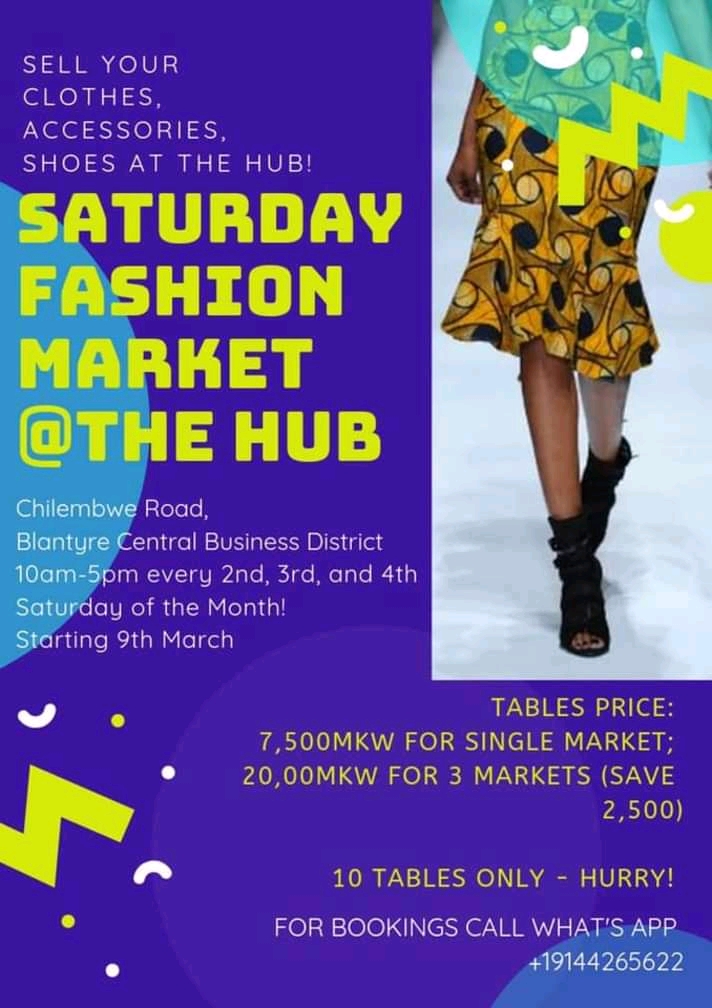 SELL YOUR
CLOTHES,
ACCESSORIES,
SHOES AT THE HUB!
SATURDAY
FASHION
MARKET
@THE HUB
Chilembwe Road,
Blantyre Central Business District
10am-5pm every 2nd, 3rd, and 4th
Saturday of the Month!
Starting 9th March
TABLES PRICE:
7,500MKW FOR SINGLE MARKET;
20,00MKW FOR 3 MARKETS (SAVE
2,500)
10 TABLES ONLY - HURRY!
FOR BOOKINGS CALL WHAT'S APP
+19144265622